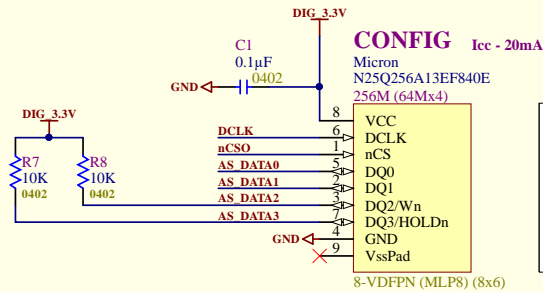 DIG_3.3V
CONFIG Icc - 20mA
C1
0.1µF
0402
GND
Micron
N25Q256A13EF840E
256M (64Mx4)
DIG_3.3V
R7
10K
0402
R8
10K
0402
8 VCC
DCLK 6 DCLK
nCSO 1 nCS
AS_DATA0 5 DQ0
AS_DATA1 2 DQ1
AS_DATA2 3 DQ2/Wn
AS_DATA3 7 DQ3/HOLDn
GND 4 GND
9 VssPad
8-VDFPN (MLP8) (8x6)